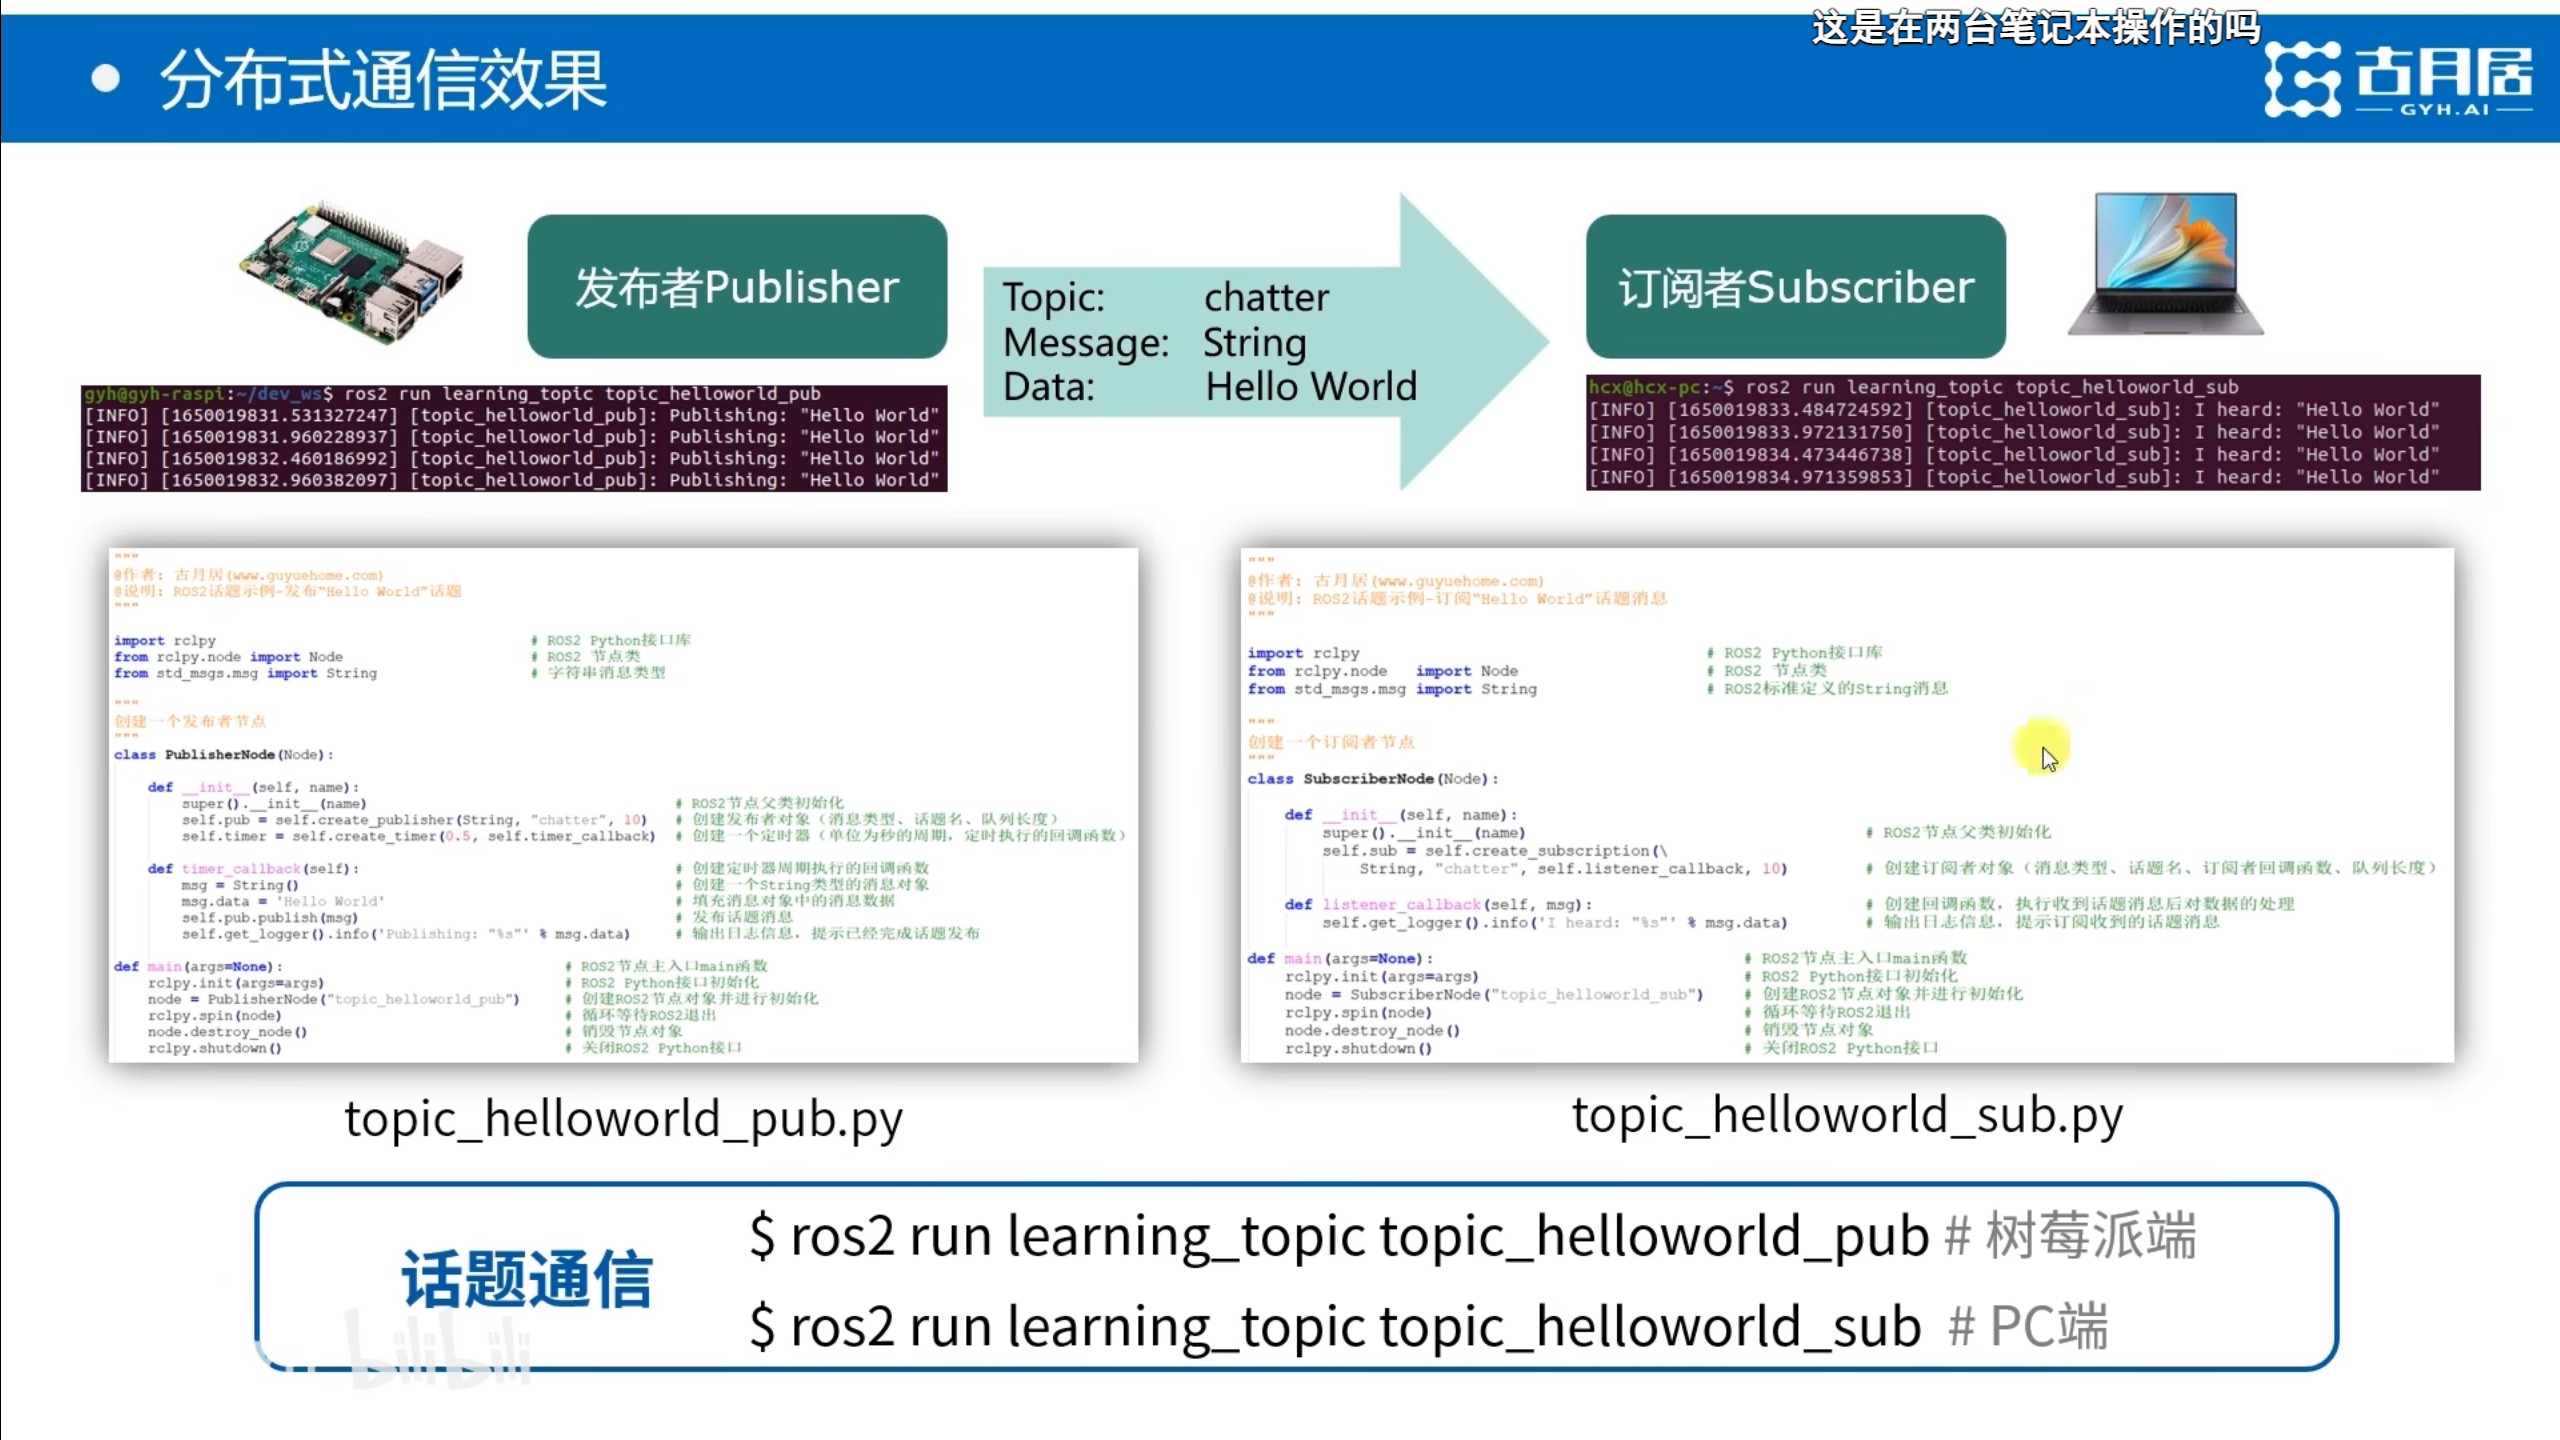 这是在两台笔记本操作的吗
分布式通信效果
古月居
GYH.AI
发布者Publisher
Topic: chatter
Message: String
Data: Hello World
订阅者Subscriber
gyh@gyh-raspi:~/dev_ws$ ros2 run learning_topic topic_helloworld_pub
[INFO] [1650019831.531327247] [topic_helloworld_pub]: Publishing: "Hello World"
[INFO] [1650019831.960228937] [topic_helloworld_pub]: Publishing: "Hello World"
[INFO] [1650019832.460186992] [topic_helloworld_pub]: Publishing: "Hello World"
[INFO] [1650019832.960382097] [topic_helloworld_pub]: Publishing: "Hello World"
hcx@hcx-pc:~$ ros2 run learning_topic topic_helloworld_sub
[INFO] [1650019833.484724592] [topic_helloworld_sub]: I heard: "Hello World"
[INFO] [1650019833.972131750] [topic_helloworld_sub]: I heard: "Hello World"
[INFO] [1650019834.473446738] [topic_helloworld_sub]: I heard: "Hello World"
[INFO] [1650019834.971359853] [topic_helloworld_sub]: I heard: "Hello World"
"""
@作者: 古月居(www.guyuehome.com)
@说明: ROS2话题示例-发布“Hello World”话题
"""
import rclpy # ROS2 Python接口库
from rclpy.node import Node # ROS2 节点类
from std_msgs.msg import String # 字符串消息类型
"""
创建一个发布者节点
"""
class PublisherNode(Node):
def __init__(self, name):
super().__init__(name) # ROS2节点父类初始化
self.pub = self.create_publisher(String, "chatter", 10) # 创建发布者对象（消息类型、话题名、队列长度）
self.timer = self.create_timer(0.5, self.timer_callback) # 创建一个定时器（单位为秒的周期，定时执行的回调函数）
def timer_callback(self): # 创建定时器周期执行的回调函数
msg = String() # 创建一个String类型的消息对象
msg.data = 'Hello World' # 填充消息对象中的消息数据
self.pub.publish(msg) # 发布话题消息
self.get_logger().info('Publishing: "%s"' % msg.data) # 输出日志信息，提示已经完成话题发布
def main(args=None): # ROS2节点主入口main函数
rclpy.init(args=args) # ROS2 Python接口初始化
node = PublisherNode("topic_helloworld_pub") # 创建ROS2节点对象并进行初始化
rclpy.spin(node) # 循环等待ROS2退出
node.destroy_node() # 销毁节点对象
rclpy.shutdown() # 关闭ROS2 Python接口
"""
@作者: 古月居(www.guyuehome.com)
@说明: ROS2话题示例-订阅“Hello World”话题消息
"""
import rclpy # ROS2 Python接口库
from rclpy.node import Node # ROS2 节点类
from std_msgs.msg import String # ROS2标准定义的String消息
"""
创建一个订阅者节点
"""
class SubscriberNode(Node):
def __init__(self, name):
super().__init__(name) # ROS2节点父类初始化
self.sub = self.create_subscription(\
String, "chatter", self.listener_callback, 10) # 创建订阅者对象（消息类型、话题名、订阅者回调函数、队列长度）
def listener_callback(self, msg): # 创建回调函数，执行收到话题消息后对数据的处理
self.get_logger().info('I heard: "%s"' % msg.data) # 输出日志信息，提示订阅收到的话题消息
def main(args=None): # ROS2节点主入口main函数
rclpy.init(args=args) # ROS2 Python接口初始化
node = SubscriberNode("topic_helloworld_sub") # 创建ROS2节点对象并进行初始化
rclpy.spin(node) # 循环等待ROS2退出
node.destroy_node() # 销毁节点对象
rclpy.shutdown() # 关闭ROS2 Python接口
topic_helloworld_pub.py
topic_helloworld_sub.py
话题通信
$ ros2 run learning_topic topic_helloworld_pub # 树莓派端
$ ros2 run learning_topic topic_helloworld_sub # PC端
bilibili